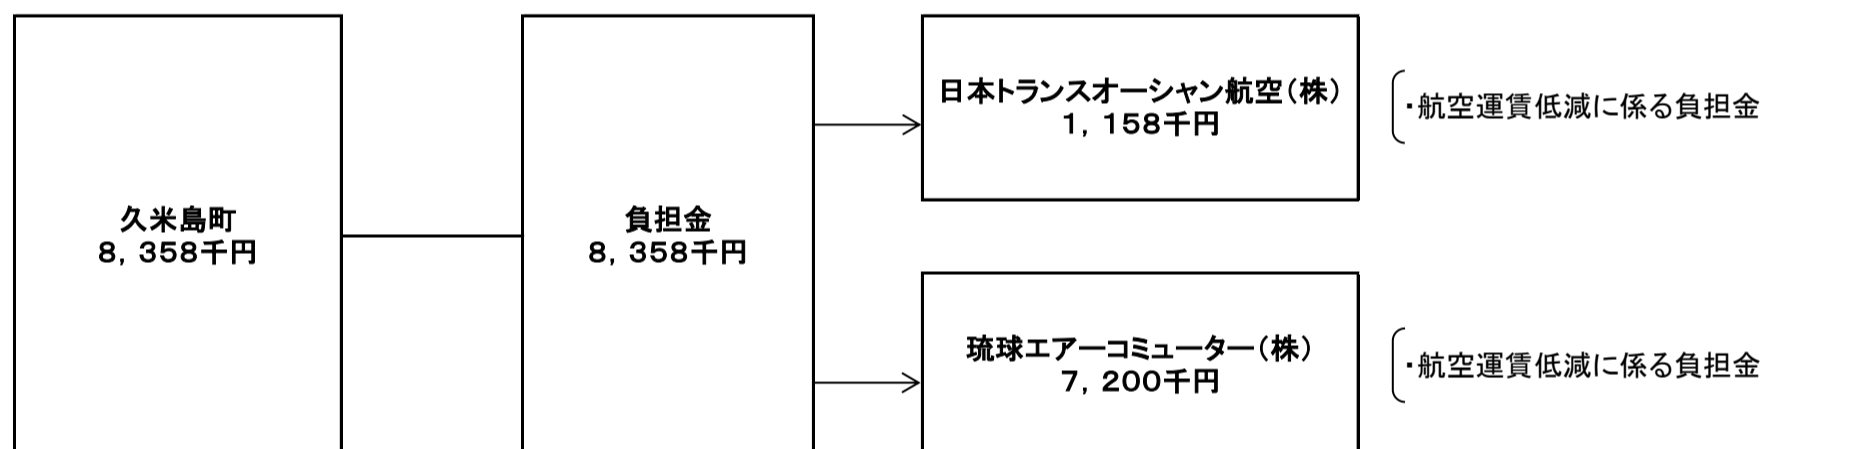 久米島町
８，３５８千円
負担金
８，３５８千円
日本トランスオーシャン航空（株）
１，１５８千円
・航空運賃低減に係る負担金
琉球エアーコミューター（株）
７，２００千円
・航空運賃低減に係る負担金